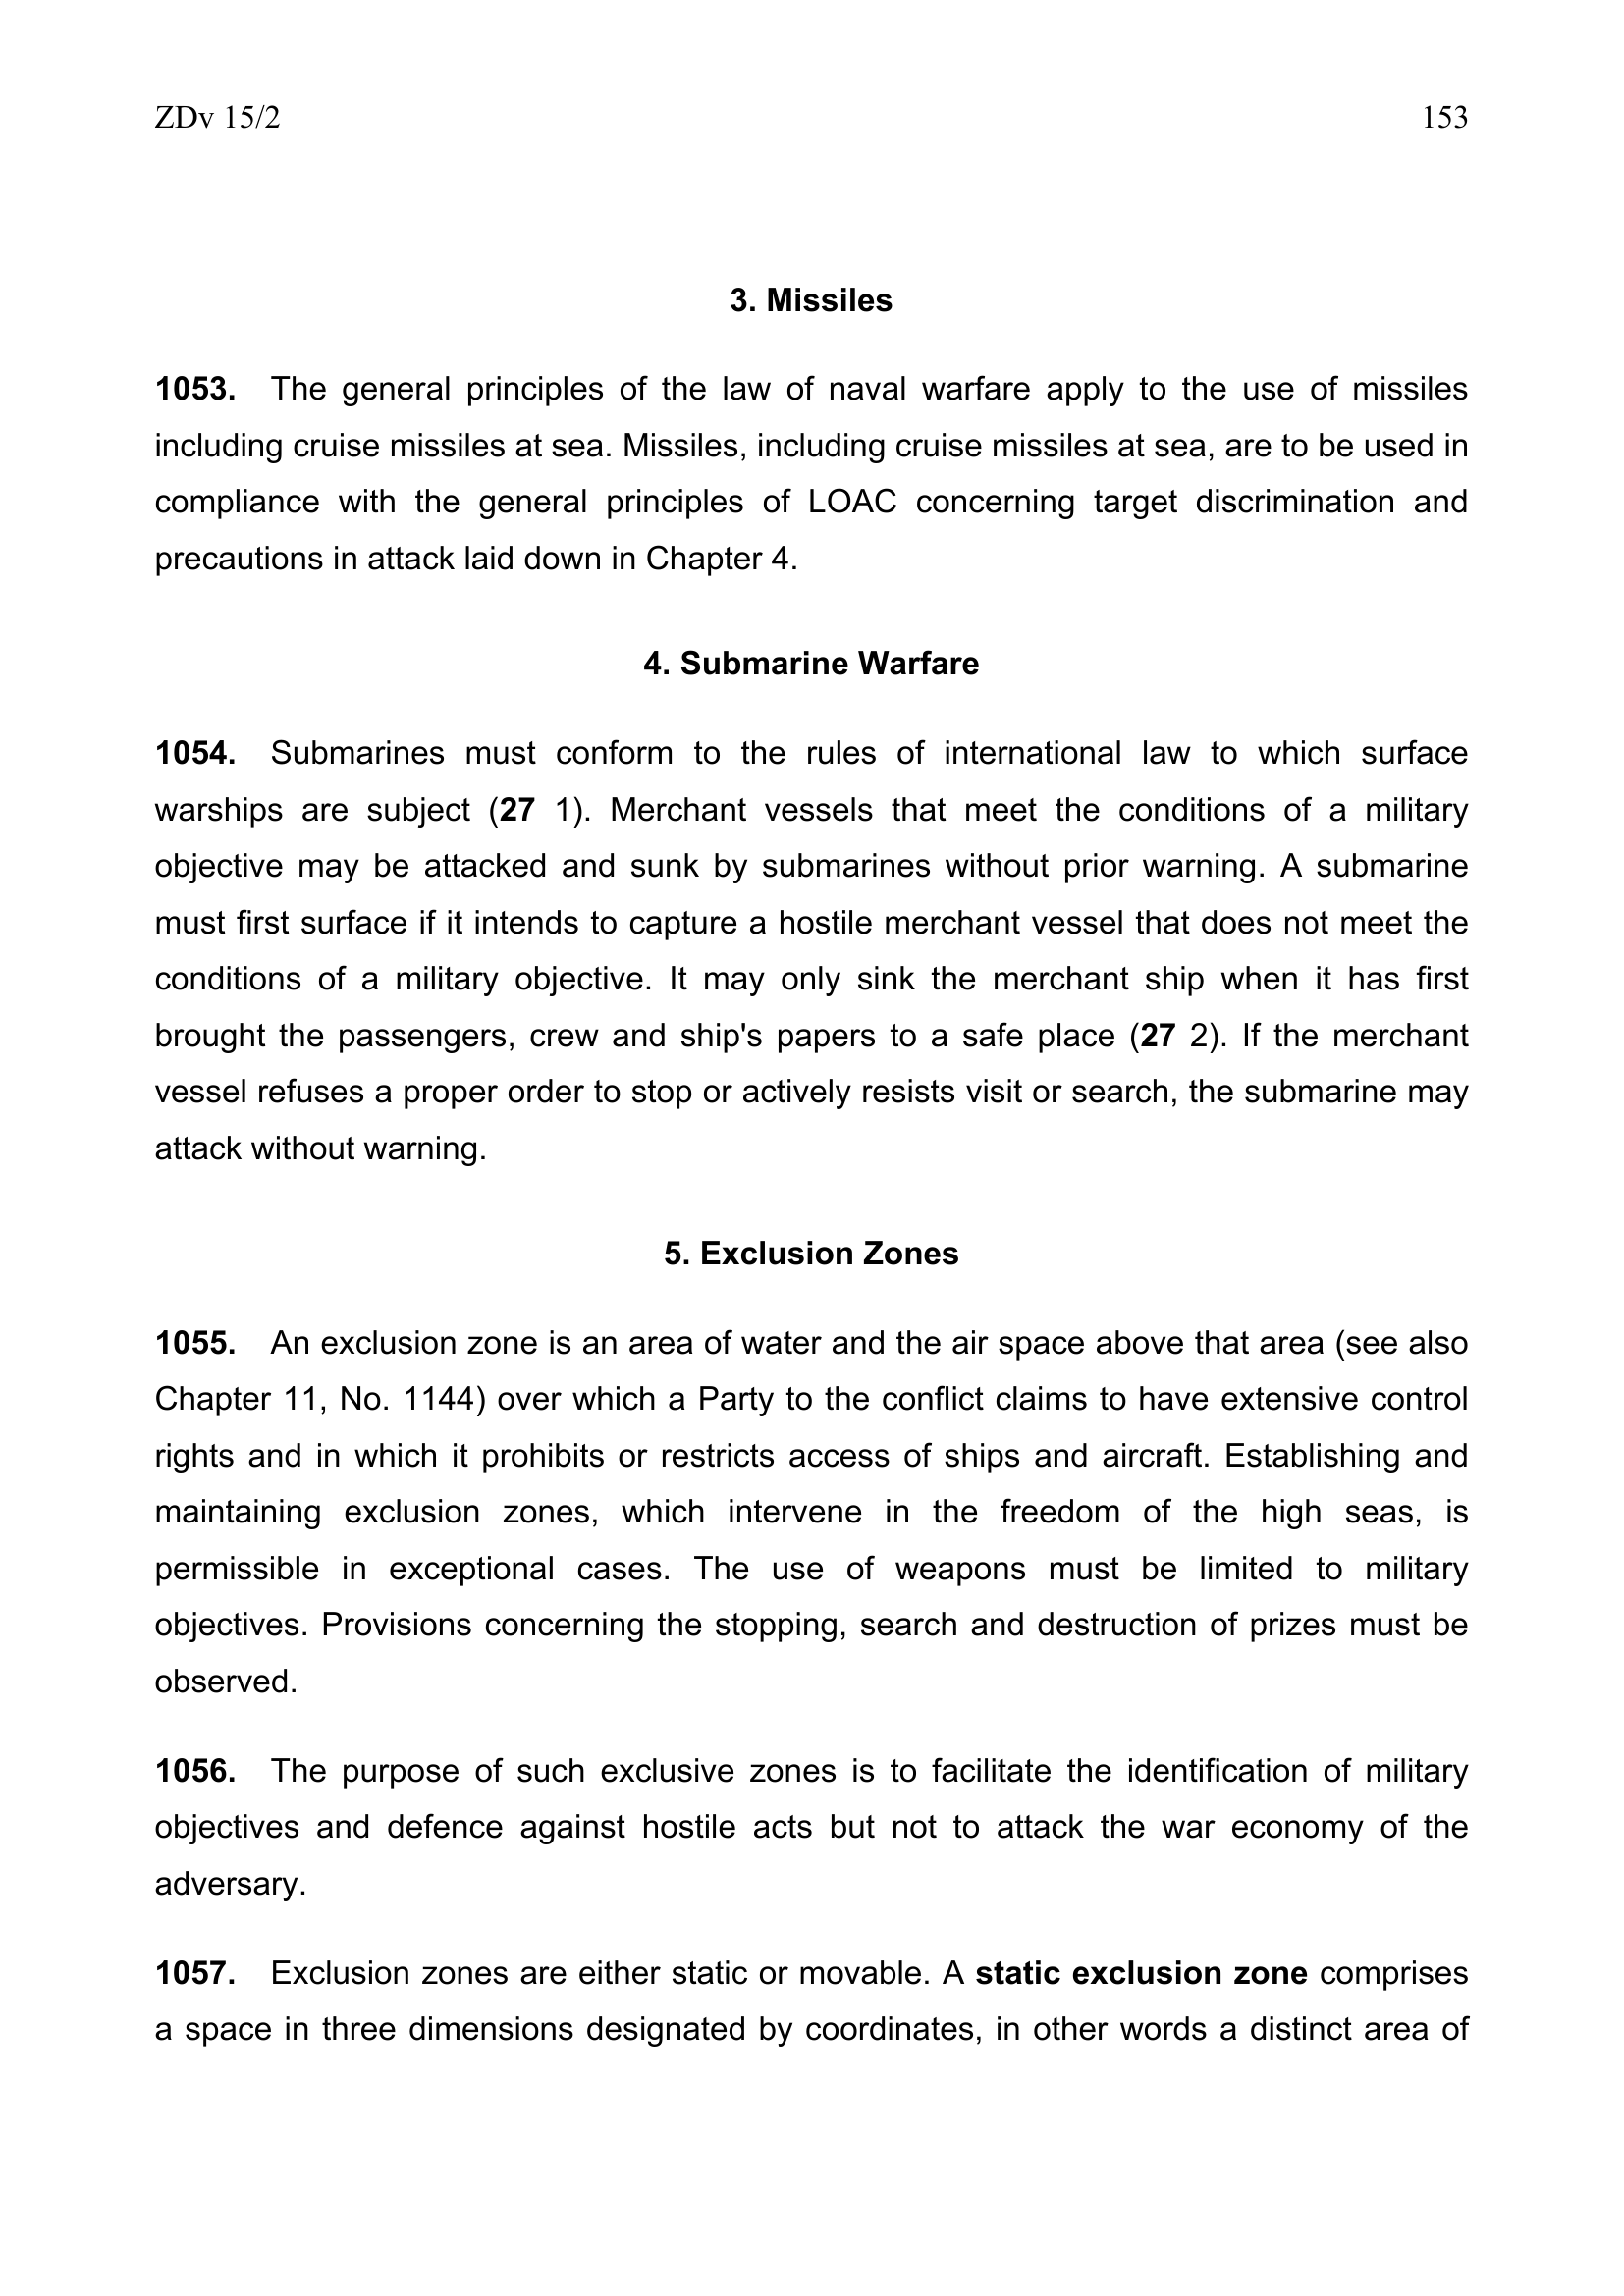 ZDv 15/2 153
3. Missiles
1053. The general principles of the law of naval warfare apply to the use of missiles
including cruise missiles at sea. Missiles, including cruise missiles at sea, are to be used in
compliance with the general principles of LOAC concerning target discrimination and
precautions in attack laid down in Chapter 4.
4. Submarine Warfare
1054. Submarines must conform to the rules of international law to which surface
warships are subject (27 1). Merchant vessels that meet the conditions of a military
objective may be attacked and sunk by submarines without prior warning. A submarine
must first surface if it intends to capture a hostile merchant vessel that does not meet the
conditions of a military objective. It may only sink the merchant ship when it has first
brought the passengers, crew and ship's papers to a safe place (27 2). If the merchant
vessel refuses a proper order to stop or actively resists visit or search, the submarine may
attack without warning.
5. Exclusion Zones
1055. An exclusion zone is an area of water and the air space above that area (see also
Chapter 11, No. 1144) over which a Party to the conflict claims to have extensive control
rights and in which it prohibits or restricts access of ships and aircraft. Establishing and
maintaining exclusion zones, which intervene in the freedom of the high seas, is
permissible in exceptional cases. The use of weapons must be limited to military
objectives. Provisions concerning the stopping, search and destruction of prizes must be
observed.
1056. The purpose of such exclusive zones is to facilitate the identification of military
objectives and defence against hostile acts but not to attack the war economy of the
adversary.
1057. Exclusion zones are either static or movable. A static exclusion zone comprises
a space in three dimensions designated by coordinates, in other words a distinct area of